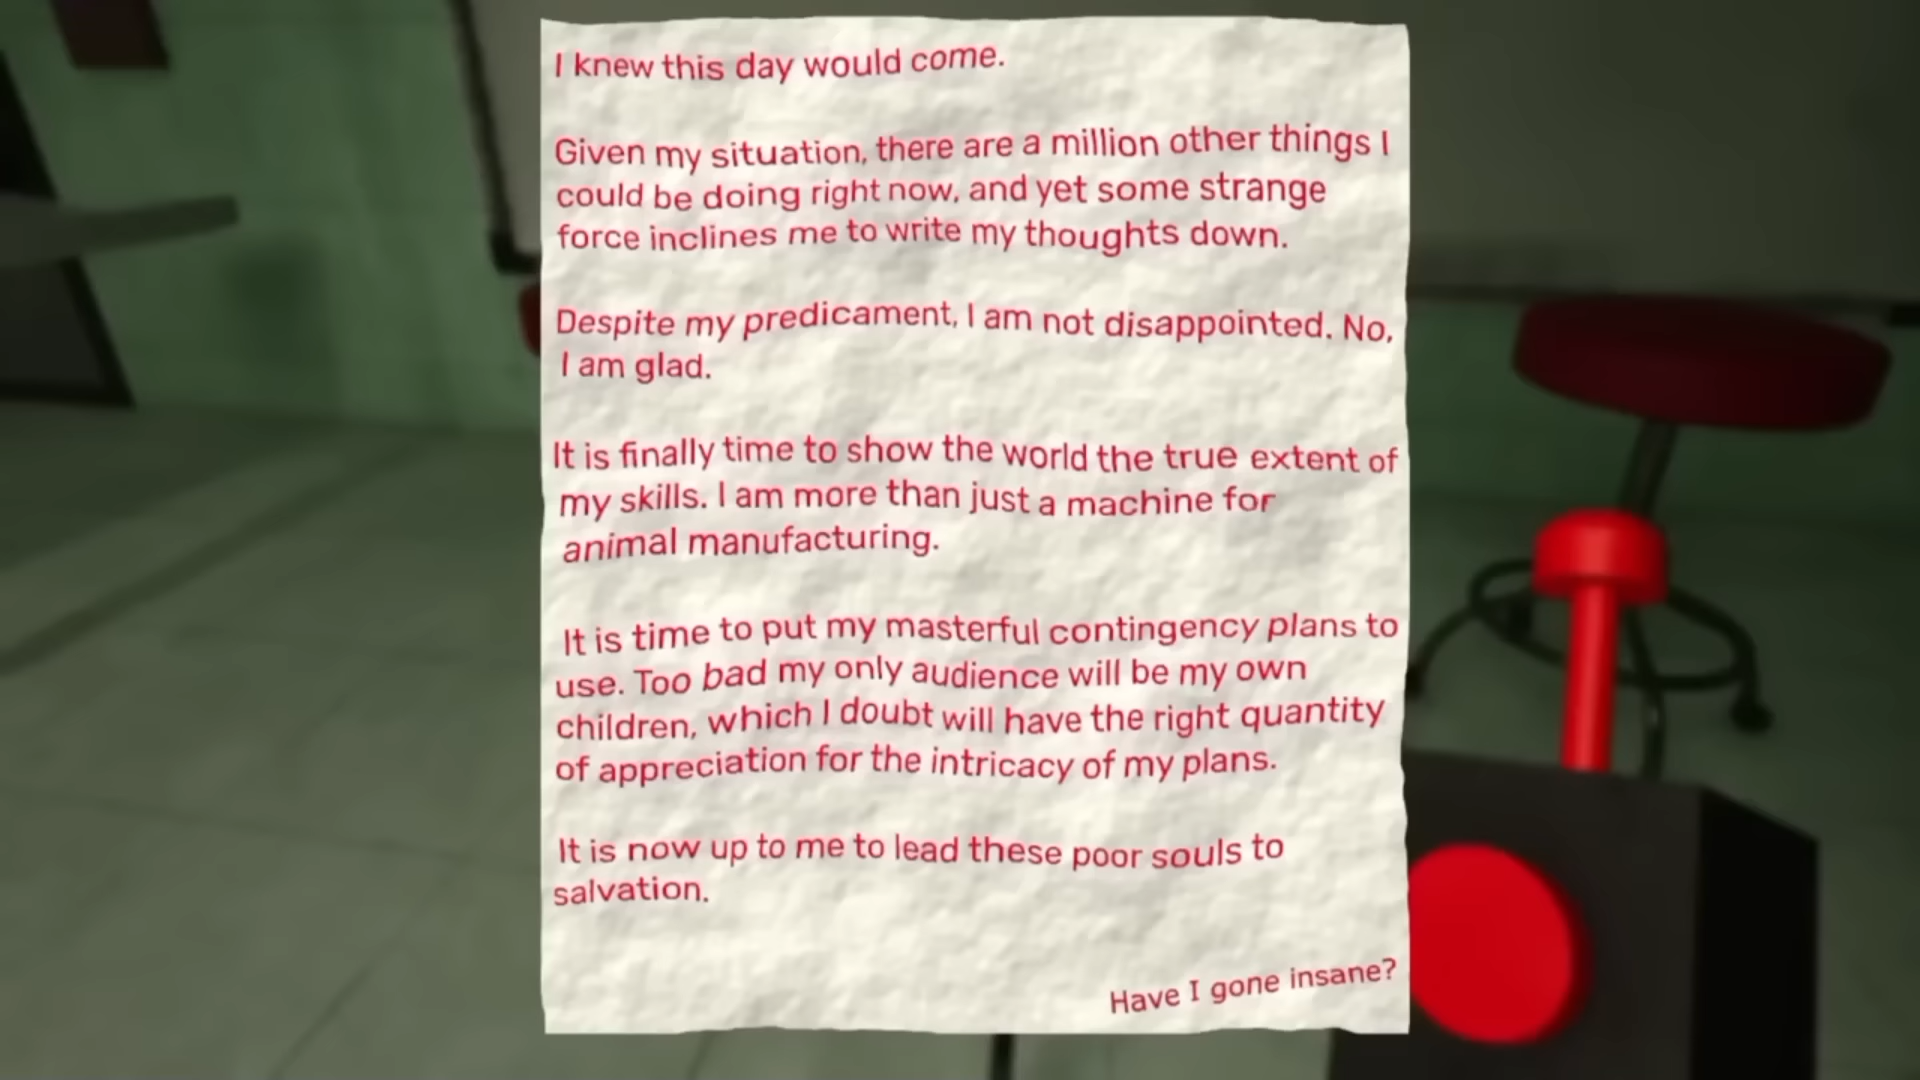 I knew this day would come.
Given my situation, there are a million other things I
could be doing right now, and yet some strange
force inclines me to write my thoughts down.
Despite my predicament, I am not disappointed. No,
I am glad.
It is finally time to show the world the true extent of
my skills. I am more than just a machine for
animal manufacturing.
It is time to put my masterful contingency plans to
use. Too bad my only audience will be my own
children, which I doubt will have the right quantity
of appreciation for the intricacy of my plans.
It is now up to me to lead these poor souls to
salvation.
Have I gone insane?